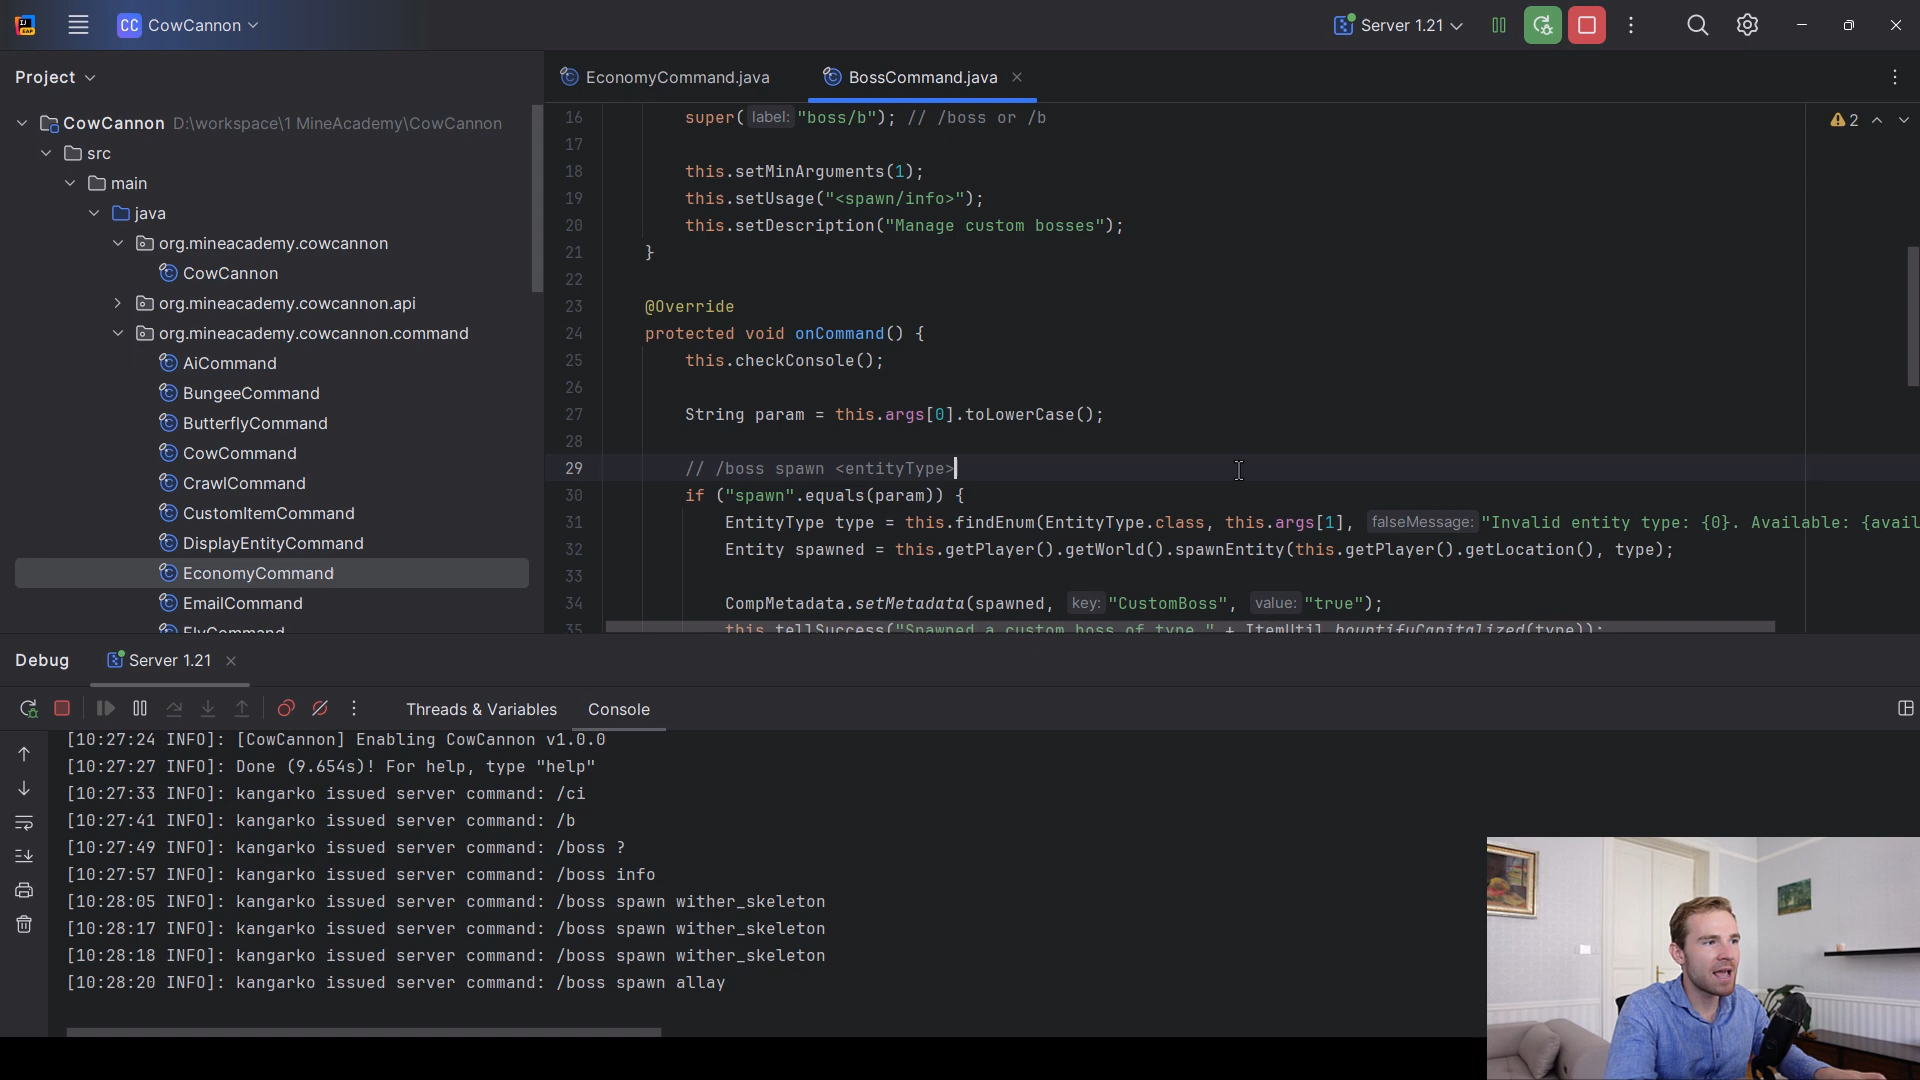 CC CowCannon
Server 1.21
Project
EconomyCommand.java
BossCommand.java
CowCannon D:\workspace\1 MineAcademy\CowCannon
src
main
java
org.mineacademy.cowcannon
CowCannon
org.mineacademy.cowcannon.api
org.mineacademy.cowcannon.command
AiCommand
BungeeCommand
ButterflyCommand
CowCommand
CrawlCommand
CustomItemCommand
DisplayEntityCommand
EconomyCommand
EmailCommand
FlyCommand
2
16 super( label: "boss/b"); // /boss or /b
17
18 this.setMinArguments(1);
19 this.setUsage("<spawn/info>");
20 this.setDescription("Manage custom bosses");
21 }
22
23 @Override
24 protected void onCommand() {
25 this.checkConsole();
26
27 String param = this.args[0].toLowerCase();
28
29 // /boss spawn <entityType>
30 if ("spawn".equals(param)) {
31 EntityType type = this.findEnum(EntityType.class, this.args[1], falseMessage: "Invalid entity type: {0}. Available: {avail
32 Entity spawned = this.getPlayer().getWorld().spawnEntity(this.getPlayer().getLocation(), type);
33
34 CompMetadata.setMetadata(spawned, key: "CustomBoss", value: "true");
35 this.tellSuccess("Spawned a custom boss of type " + ItemUtil.bountifyCapitalized(type));
Debug
Server 1.21
Threads & Variables
Console
[10:27:24 INFO]: [CowCannon] Enabling CowCannon v1.0.0
[10:27:27 INFO]: Done (9.654s)! For help, type "help"
[10:27:33 INFO]: kangarko issued server command: /ci
[10:27:41 INFO]: kangarko issued server command: /b
[10:27:49 INFO]: kangarko issued server command: /boss ?
[10:27:57 INFO]: kangarko issued server command: /boss info
[10:28:05 INFO]: kangarko issued server command: /boss spawn wither_skeleton
[10:28:17 INFO]: kangarko issued server command: /boss spawn wither_skeleton
[10:28:18 INFO]: kangarko issued server command: /boss spawn wither_skeleton
[10:28:20 INFO]: kangarko issued server command: /boss spawn allay